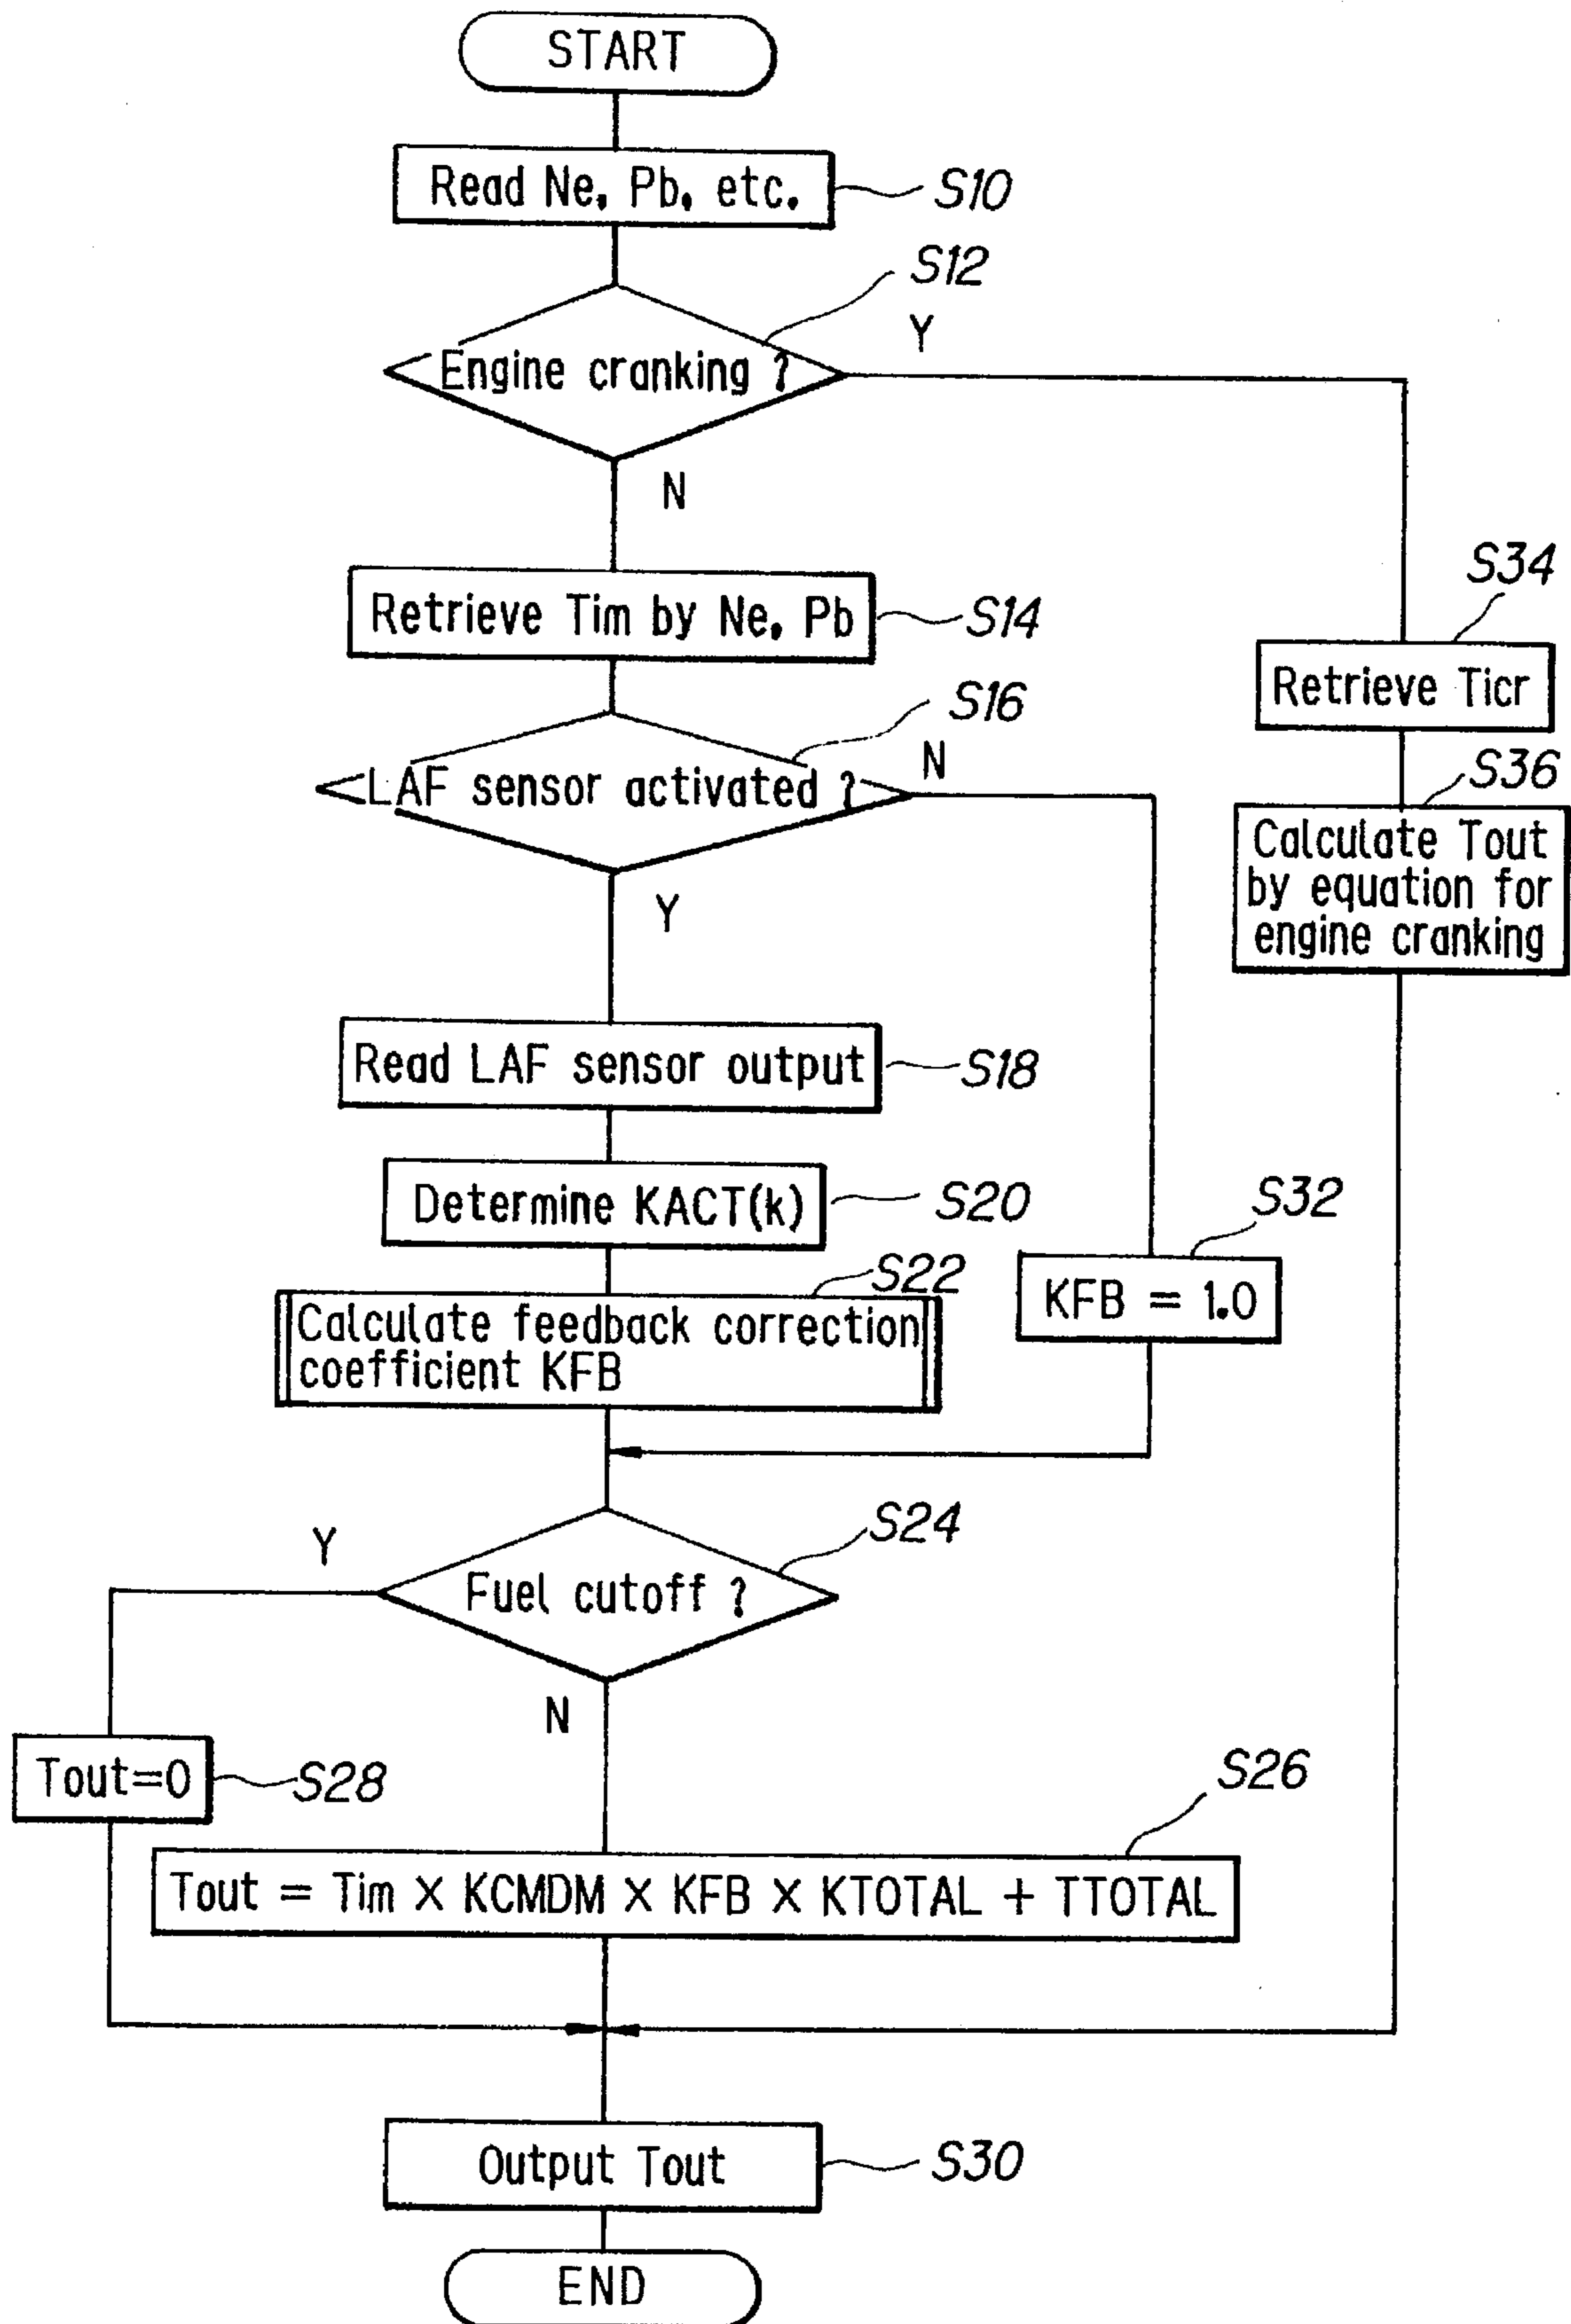 START
Read Ne, Pb, etc.
S10
S12
Engine cranking ?
Y
N
Retrieve Tim by Ne, Pb
S14
S34
Retrieve Ticr
S16
LAF sensor activated ?
N
Y
S36
Calculate Tout
by equation for
engine cranking
Read LAF sensor output
S18
Determine KACT(k)
S20
S32
KFB = 1.0
S22
Calculate feedback correction
coefficient KFB
S24
Fuel cutoff ?
Y
N
Tout=0
S28
S26
Tout = Tim × KCMDM × KFB × KTOTAL + TTOTAL
Output Tout
S30
END